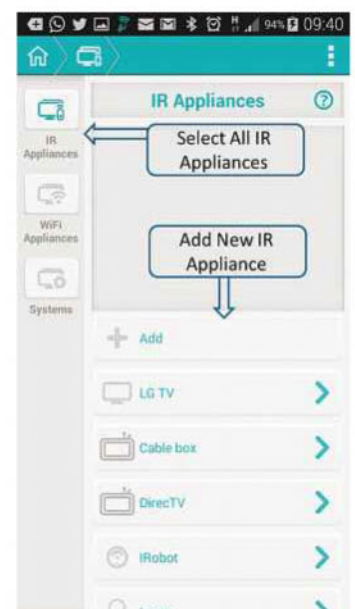 94% 09:40
IR Appliances
IR
Appliances
Select All IR
Appliances
WiFi
Appliances
Add New IR
Appliance
Systems
Add
LG TV
Cable box
DirecTV
IRobot